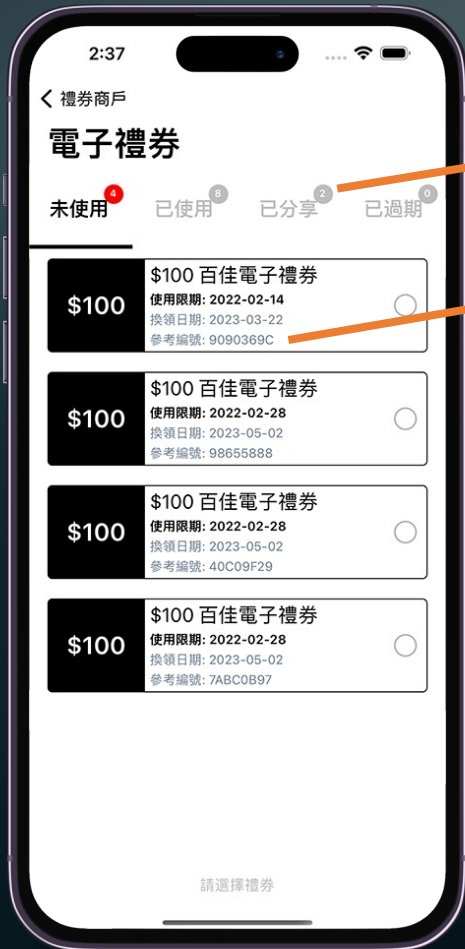 2:37
禮券商戶
電子禮券
未使用 4 已使用 8 已分享 2 已過期 0
$100
$100 百佳電子禮券
使用限期: 2022-02-14
換領日期: 2023-03-22
參考編號: 9090369C
$100
$100 百佳電子禮券
使用限期: 2022-02-28
換領日期: 2023-05-02
參考編號: 98655888
$100
$100 百佳電子禮券
使用限期: 2022-02-28
換領日期: 2023-05-02
參考編號: 40C09F29
$100
$100 百佳電子禮券
使用限期: 2022-02-28
換領日期: 2023-05-02
參考編號: 7ABC0B97
請選擇禮券